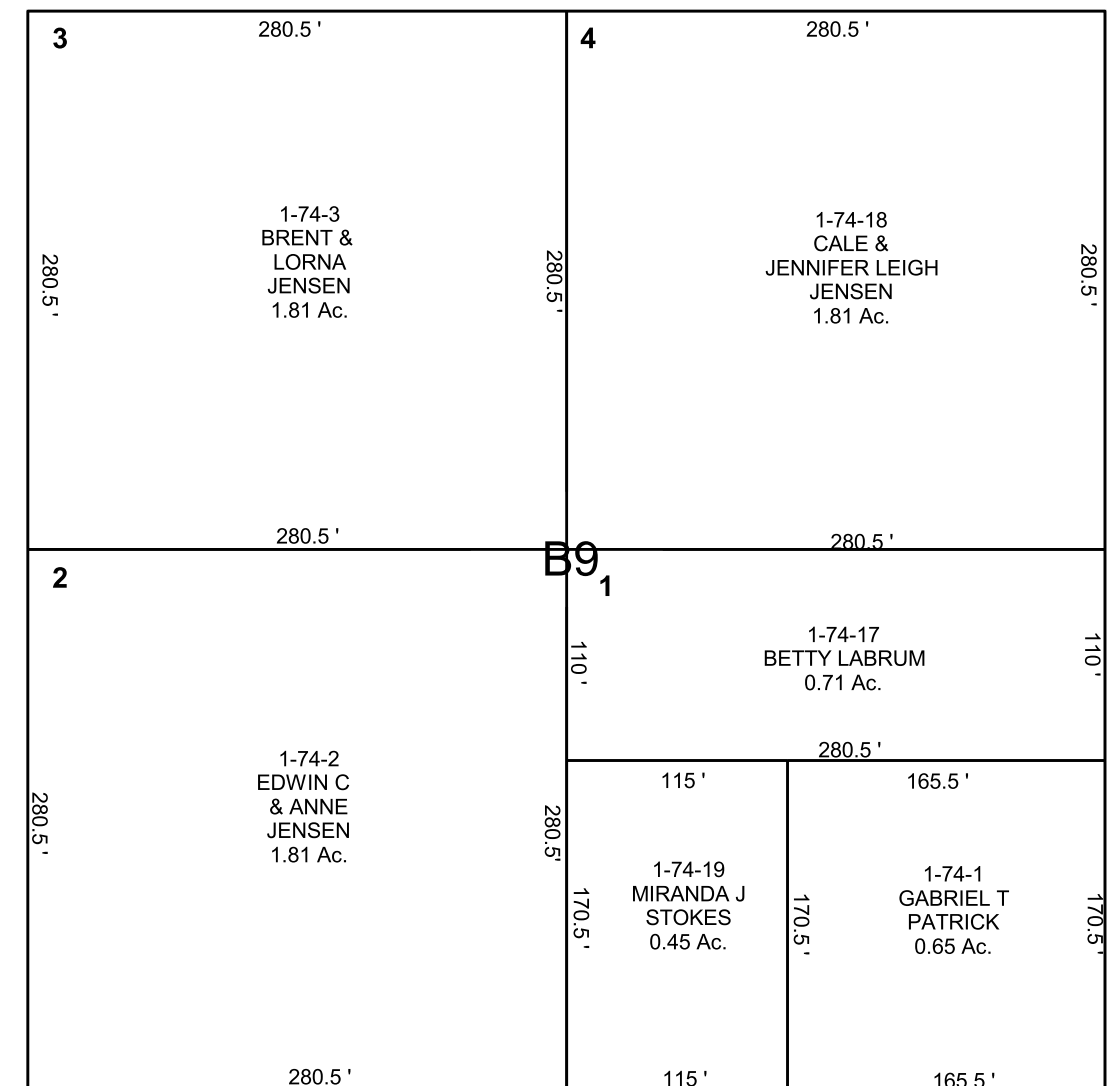 3
280.5 '
1-74-3
BRENT &
LORNA
JENSEN
1.81 Ac.
280.5 '
280.5 '
280.5 '
4
280.5 '
1-74-18
CALE &
JENNIFER LEIGH
JENSEN
1.81 Ac.
280.5 '
280.5 '
B9
2
1-74-2
EDWIN C
& ANNE
JENSEN
1.81 Ac.
280.5 '
280.5'
280.5 '
1
110 '
1-74-17
BETTY LABRUM
0.71 Ac.
110 '
280.5 '
115 '
1-74-19
MIRANDA J
STOKES
0.45 Ac.
170.5 '
115 '
165.5 '
1-74-1
GABRIEL T
PATRICK
0.65 Ac.
170.5 '
170.5 '
165.5 '